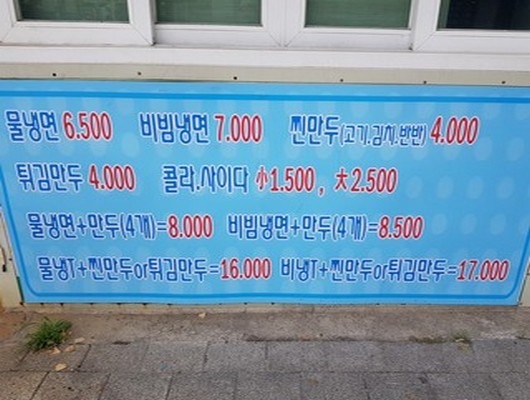 물냉면 6.500 비빔냉면 7.000 찐만두(고기.김치.반반) 4.000
튀김만두 4.000 콜라.사이다 小1.500 , 大2.500
물냉면+만두(4개)=8.000 비빔냉면+만두(4개)=8.500
물냉T+찐만두or튀김만두=16.000 비냉T+찐만두or튀김만두=17.000